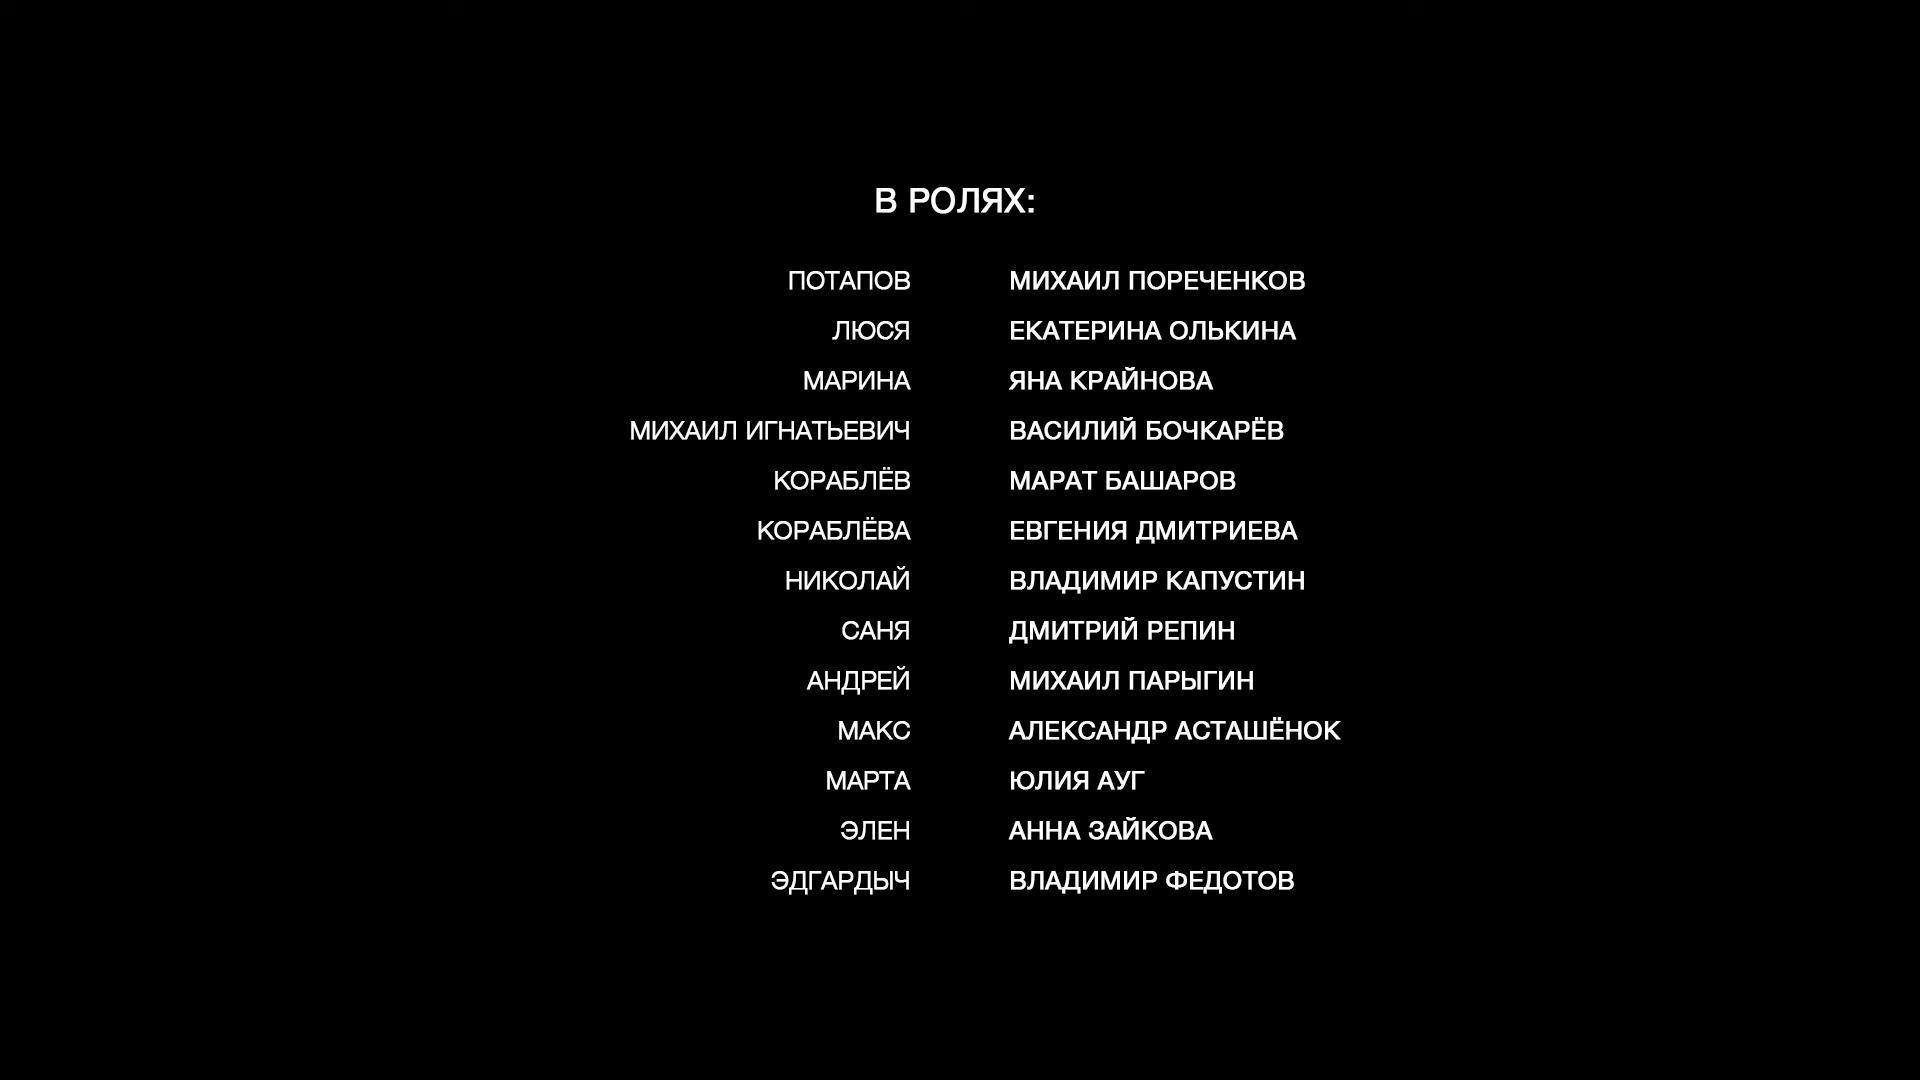 В РОЛЯХ:
ПОТАПОВ МИХАИЛ ПОРЕЧЕНКОВ
ЛЮСЯ ЕКАТЕРИНА ОЛЬКИНА
МАРИНА ЯНА КРАЙНОВА
МИХАИЛ ИГНАТЬЕВИЧ ВАСИЛИЙ БОЧКАРЁВ
КОРАБЛЁВ МАРАТ БАШАРОВ
КОРАБЛЁВА ЕВГЕНИЯ ДМИТРИЕВА
НИКОЛАЙ ВЛАДИМИР КАПУСТИН
САНЯ ДМИТРИЙ РЕПИН
АНДРЕЙ МИХАИЛ ПАРЫГИН
МАКС АЛЕКСАНДР АСТАШЁНОК
МАРТА ЮЛИЯ АУГ
ЭЛЕН АННА ЗАЙКОВА
ЭДГАРДЫЧ ВЛАДИМИР ФЕДОТОВ